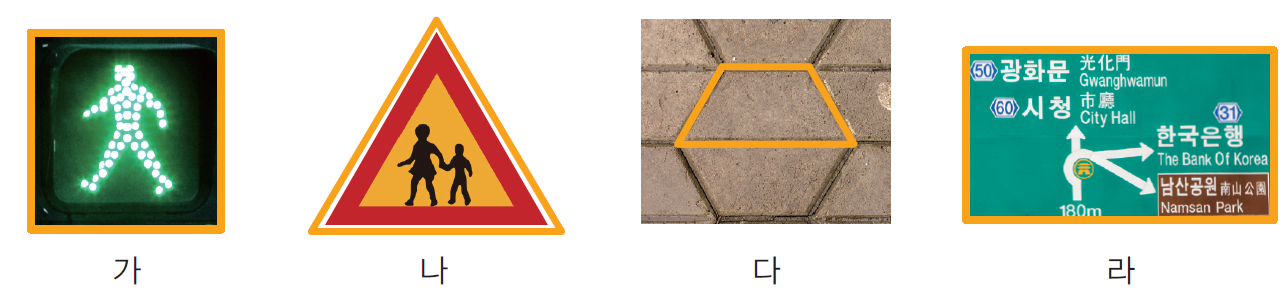 50 광화문 光化門
Gwanghwamun
60 시청 市廳
City Hall
31
한국은행
The Bank Of Korea
남산공원 南山公園
Namsan Park
180m
가
나
다
라